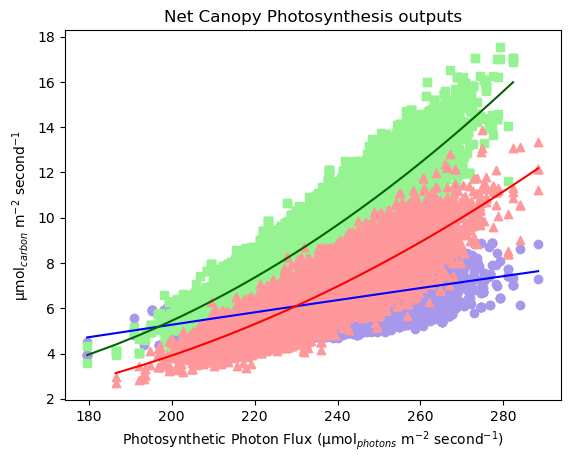 Net Canopy Photosynthesis outputs
18
16
14
12
10
8
6
4
2
μmol_carbon m⁻² second⁻¹
180 200 220 240 260 280
Photosynthetic Photon Flux (μmol_photons m⁻² second⁻¹)